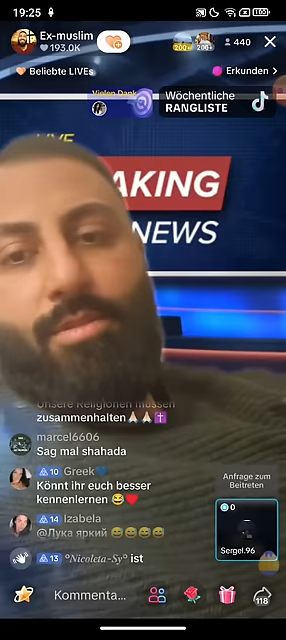 19:25
100
Ex-muslim
193.0K
200+
200+
440
Beliebte LIVEs
Erkunden >
Vielen Dank
Wöchentliche
RANGLISTE
LIVE
AKING
NEWS
Unsere Religionen müssen
zusammenhalten🙏🏻🙏🏻✝️
marcel6606
Sag mal shahada
10 Greek💙
Könnt ihr euch besser
kennenlernen😂❤️
14 Izabela
@Лука яркий 😅😅😅😅
13 °Nicoleta-Sy° ist
Anfrage zum
Beitreten
0
Sergel.96
Kommenta...
118